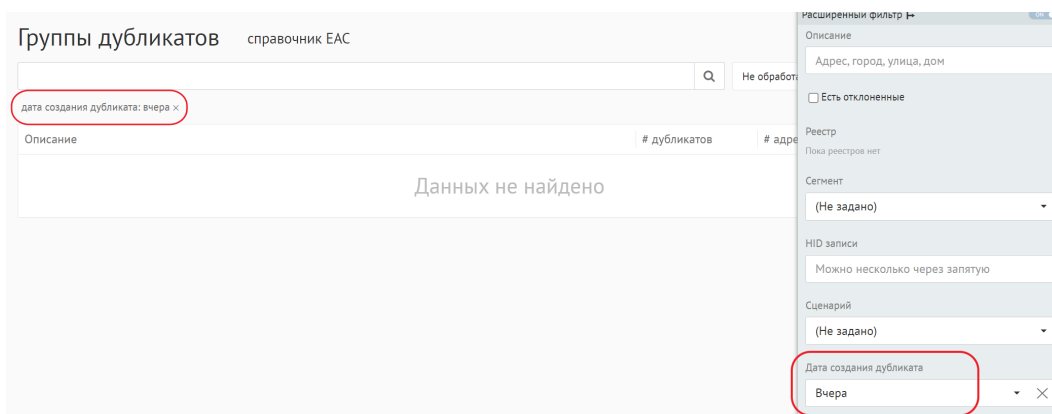 Группы дубликатов справочник ЕАС
Не обработа
дата создания дубликата: вчера ×
Описание # дубликатов # адре
Данных не найдено
Расширенный фильтр
ON
Описание
Адрес, город, улица, дом
Есть отклоненные
Реестр
Пока реестров нет
Сегмент
(Не задано)
HID записи
Можно несколько через запятую
Сценарий
(Не задано)
Дата создания дубликата
Вчера